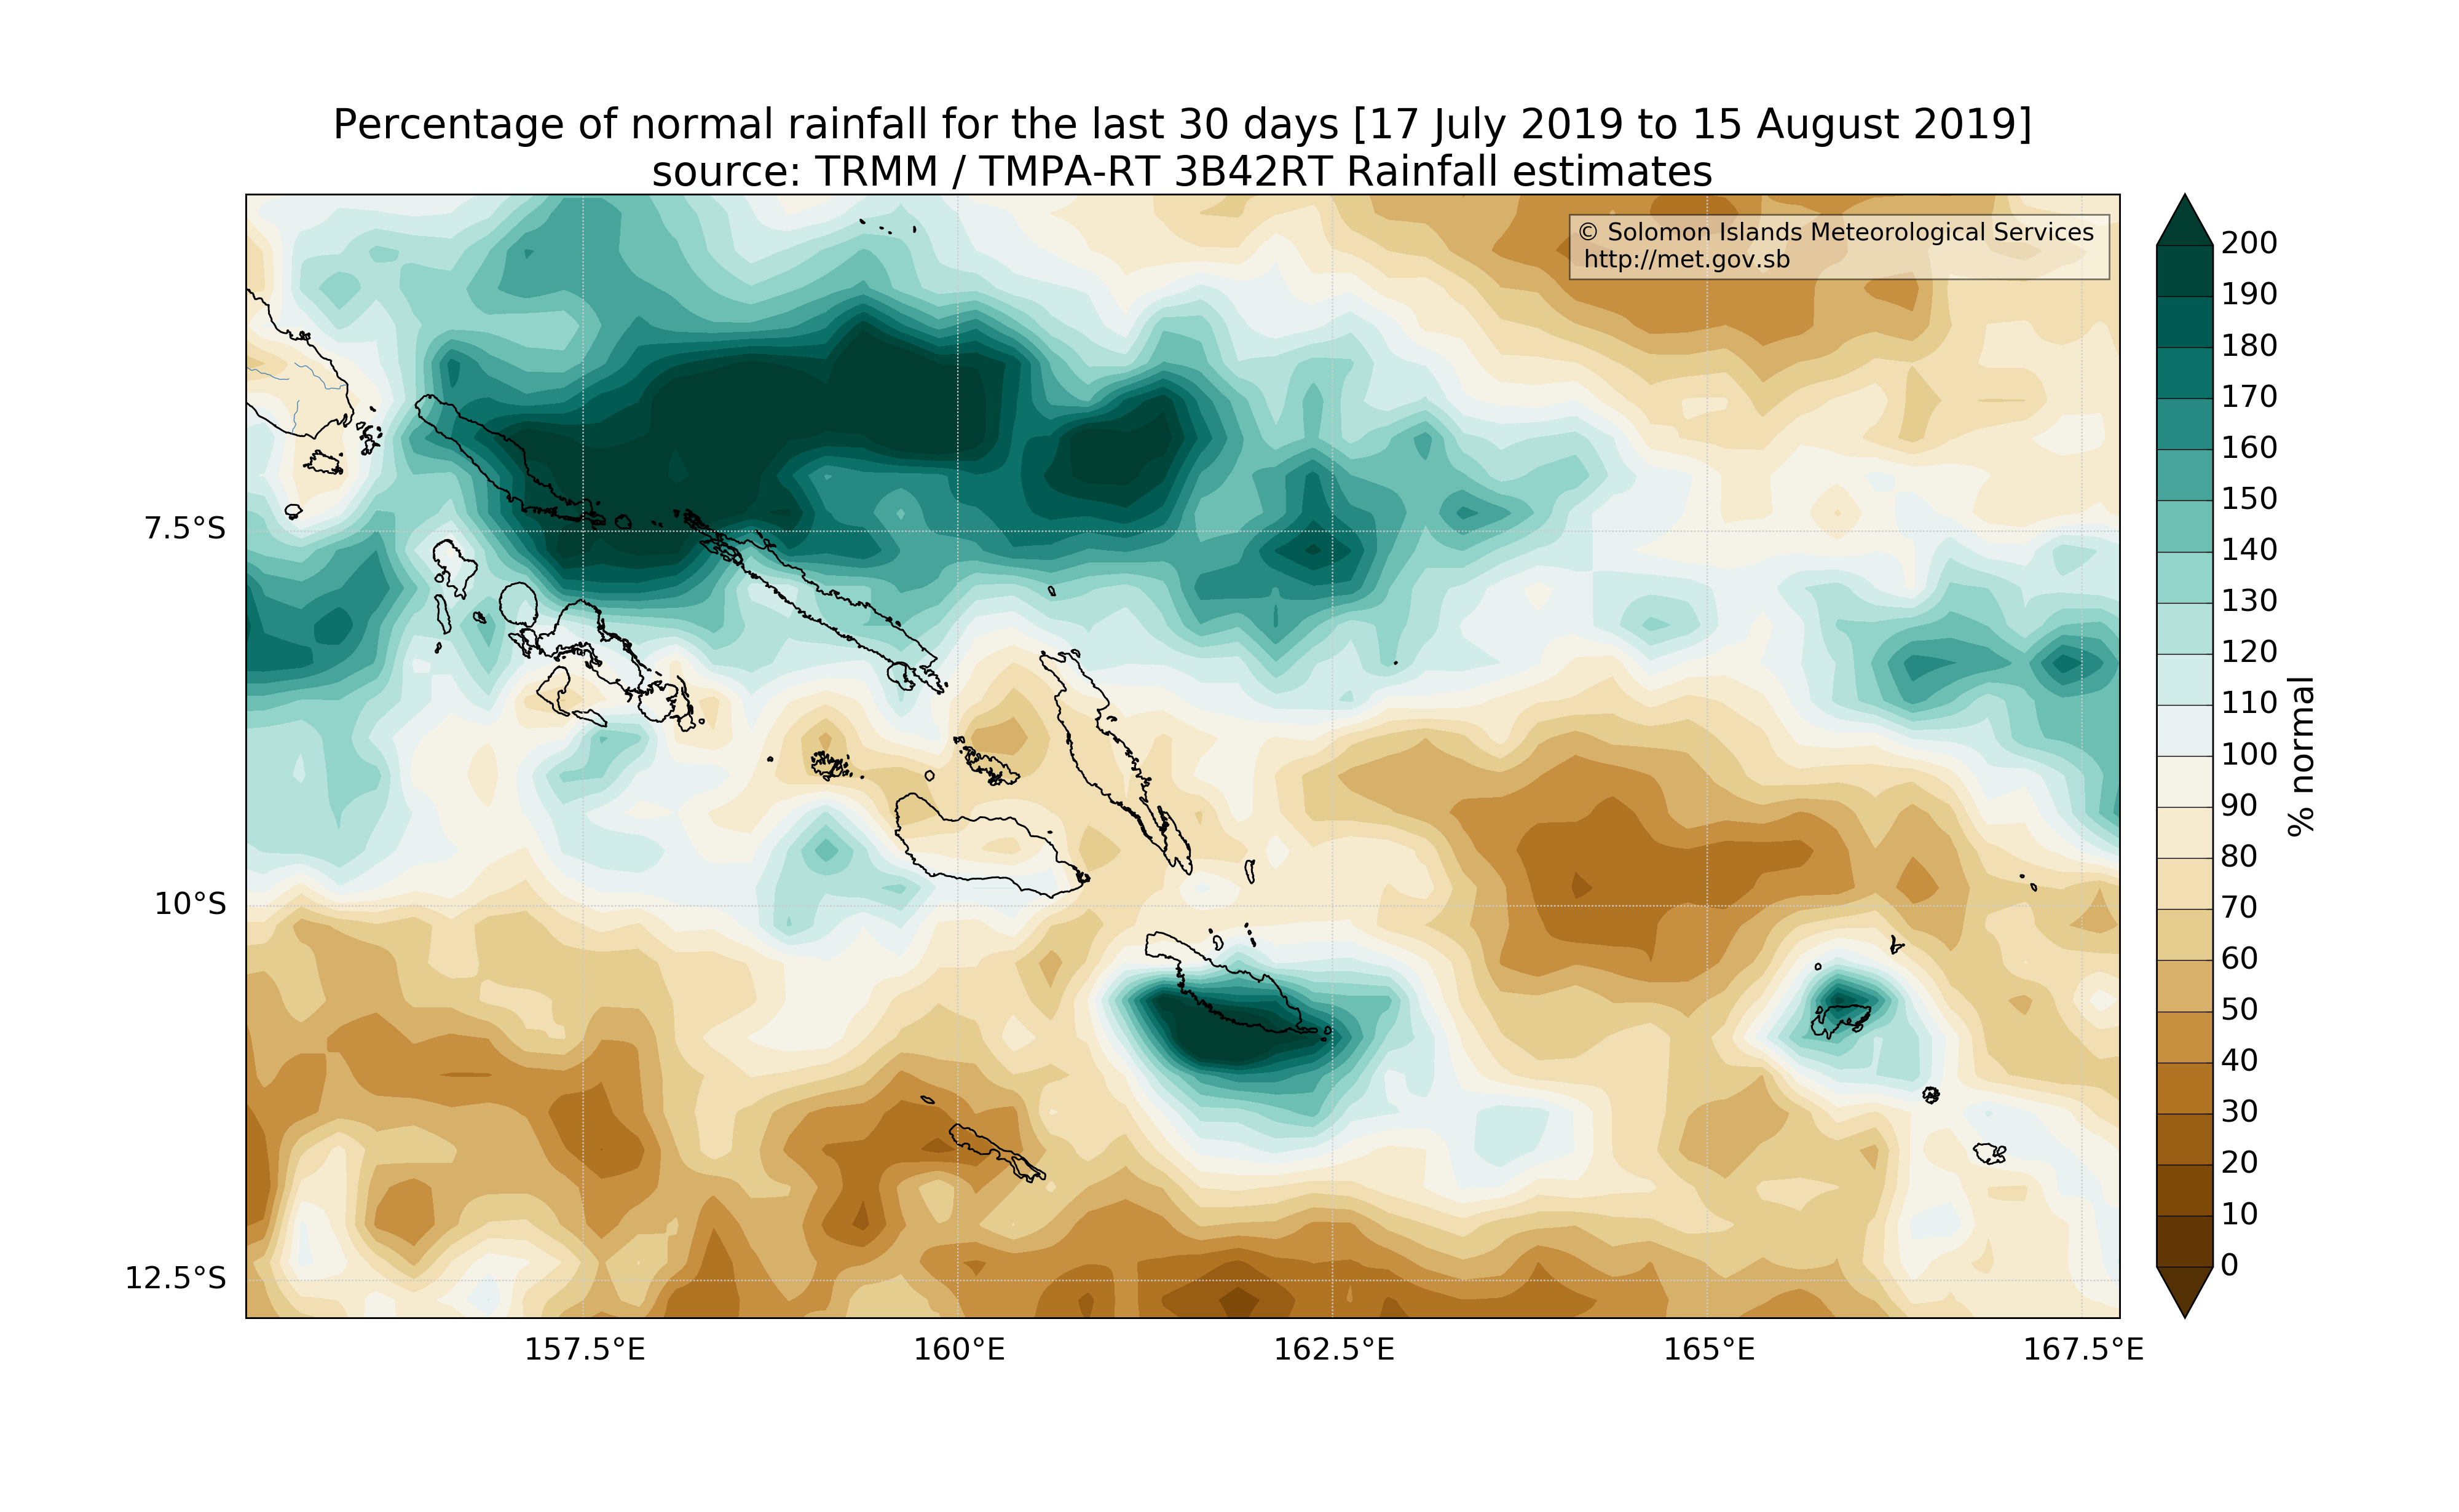 Percentage of normal rainfall for the last 30 days [17 July 2019 to 15 August 2019]
source: TRMM / TMPA-RT 3B42RT Rainfall estimates
© Solomon Islands Meteorological Services
http://met.gov.sb
7.5°S
10°S
12.5°S
157.5°E
160°E
162.5°E
165°E
167.5°E
200
190
180
170
160
150
140
130
120
110
100
90
80
70
60
50
40
30
20
10
0
% normal